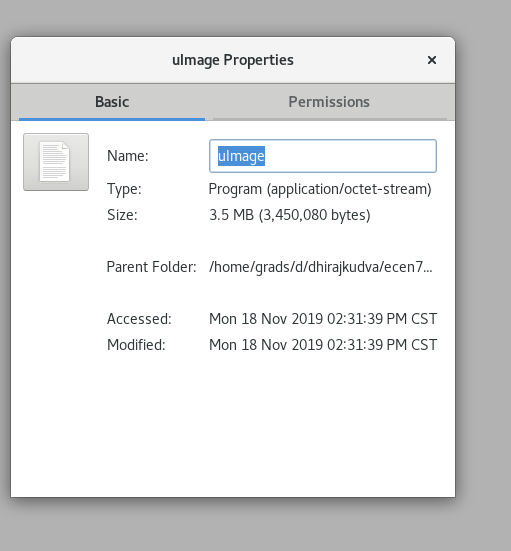 uImage Properties
Basic
Permissions
Name: uImage
Type: Program (application/octet-stream)
Size: 3.5 MB (3,450,080 bytes)
Parent Folder: /home/grads/d/dhirajkudva/ecen7...
Accessed: Mon 18 Nov 2019 02:31:39 PM CST
Modified: Mon 18 Nov 2019 02:31:39 PM CST